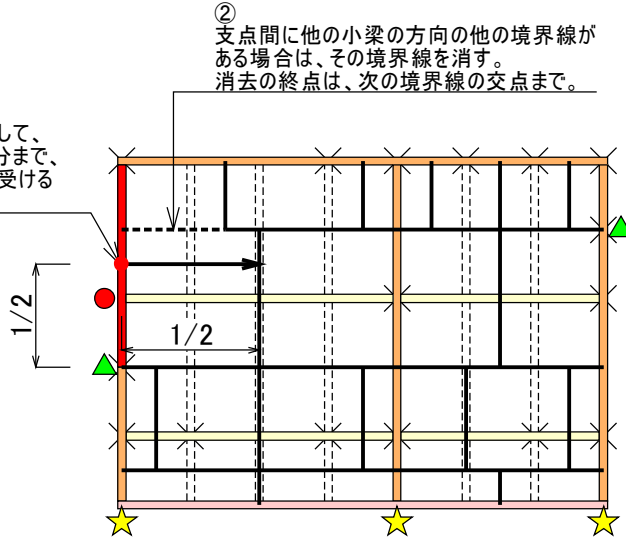 ②
支点間に他の小梁の方向の他の境界線が
ある場合は、その境界線を消す。
消去の終点は、次の境界線の交点まで。
して、
分まで、
受ける
1/2
1/2